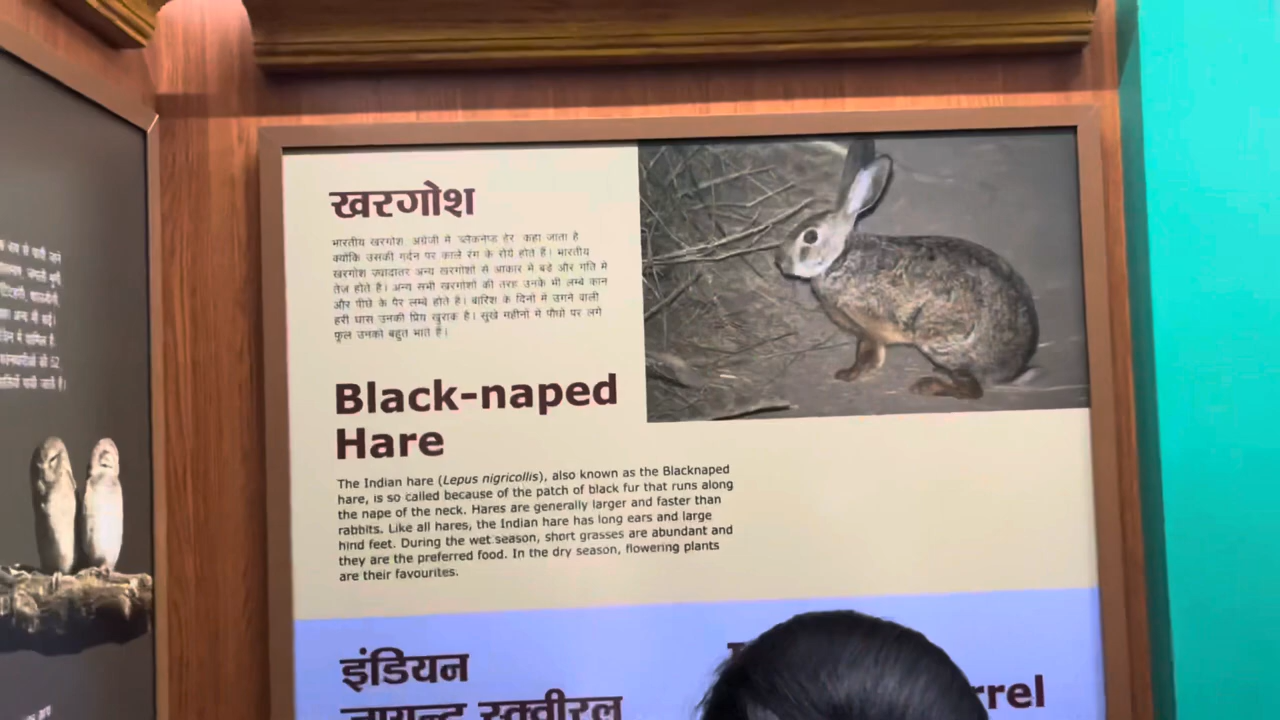 खरगोश
भारतीय खरगोश, अंग्रेजी में 'ब्लेकनेप्ड हेर' कहा जाता है
क्योंकि उसकी गर्दन पर काले रंग के रोये होते हैं। भारतीय
खरगोश ज्यादातर अन्य खरगोशों से आकार में बडे और गति में
तेज होते है। अन्य सभी खरगोशों की तरह उनके भी लम्बे कान
और पीछे के पैर लम्बे होते है। बारिश के दिनों में उगने वाली
हरी घास उनकी प्रिय खुराक है। सूखे महीनो में पौधों पर लगे
फूल उनको बहुत भाते हैं।
Black-naped
Hare
The Indian hare (Lepus nigricollis), also known as the Blacknaped
hare, is so called because of the patch of black fur that runs along
the nape of the neck. Hares are generally larger and faster than
rabbits. Like all hares, the Indian hare has long ears and large
hind feet. During the wet season, short grasses are abundant and
they are the preferred food. In the dry season, flowering plants
are their favourites.
इंडियन
जायन्ट स्क्वीरल